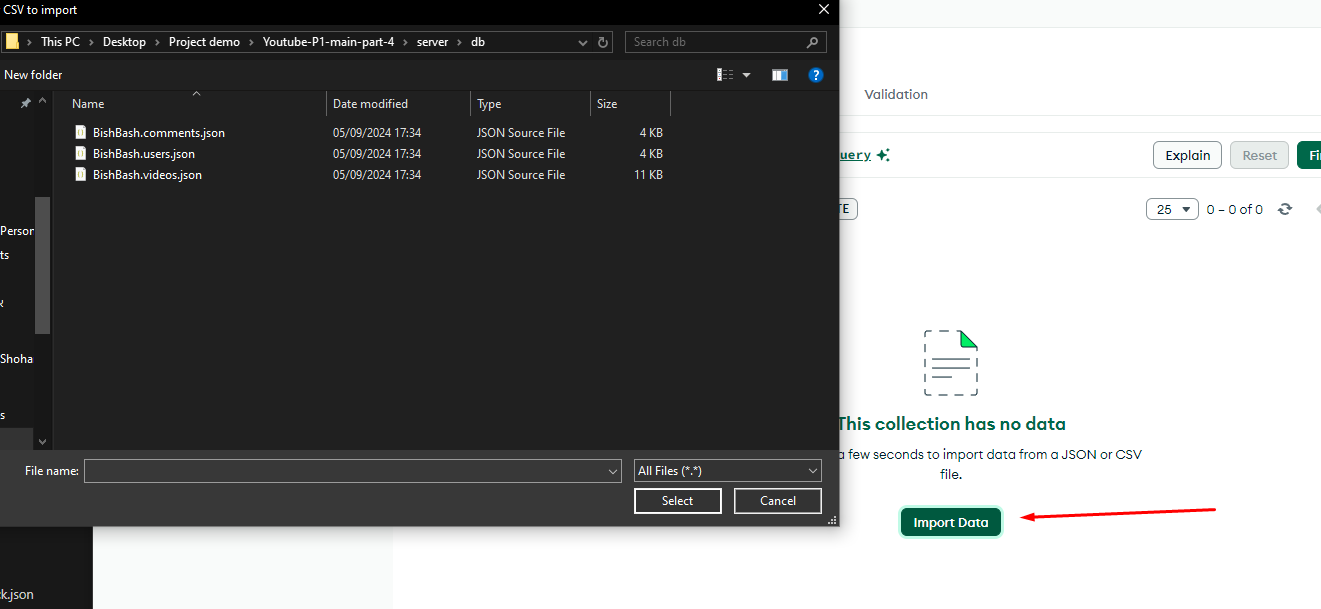 CSV to import
This PC > Desktop > Project demo > Youtube-P1-main-part-4 > server > db
Search db
New folder
Name Date modified Type Size
BishBash.comments.json 05/09/2024 17:34 JSON Source File 4 KB
BishBash.users.json 05/09/2024 17:34 JSON Source File 4 KB
BishBash.videos.json 05/09/2024 17:34 JSON Source File 11 KB
Person
ts
Shoha
s
File name:
All Files (*.*)
Select Cancel
k.json
Validation
uery
Explain Reset Fi
TE
25 0 – 0 of 0
This collection has no data
a few seconds to import data from a JSON or CSV
file.
Import Data